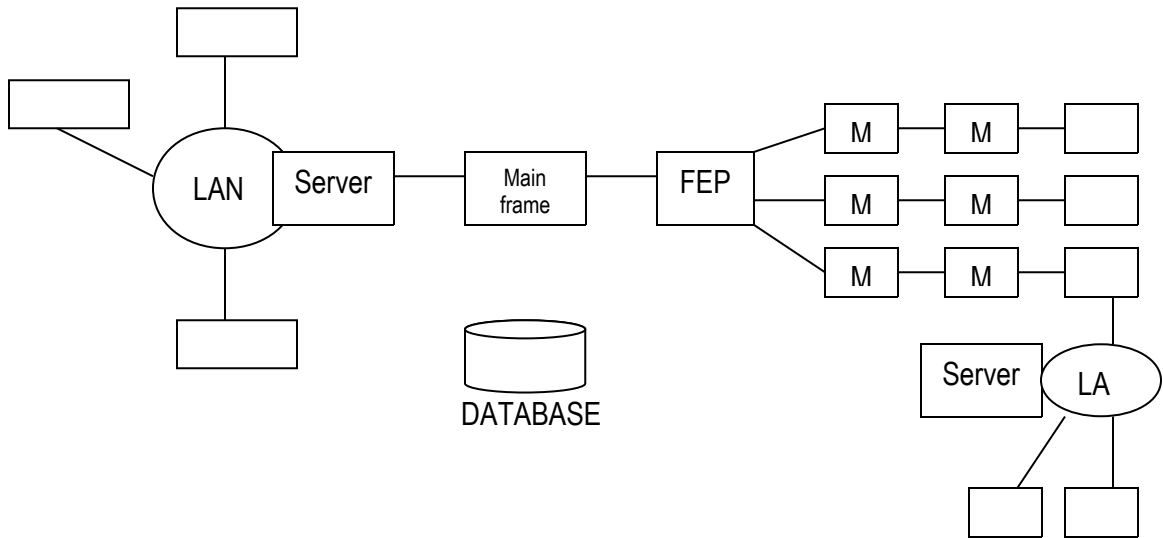 M M
LAN Server Main frame FEP
M M
M M
Server LA
DATABASE